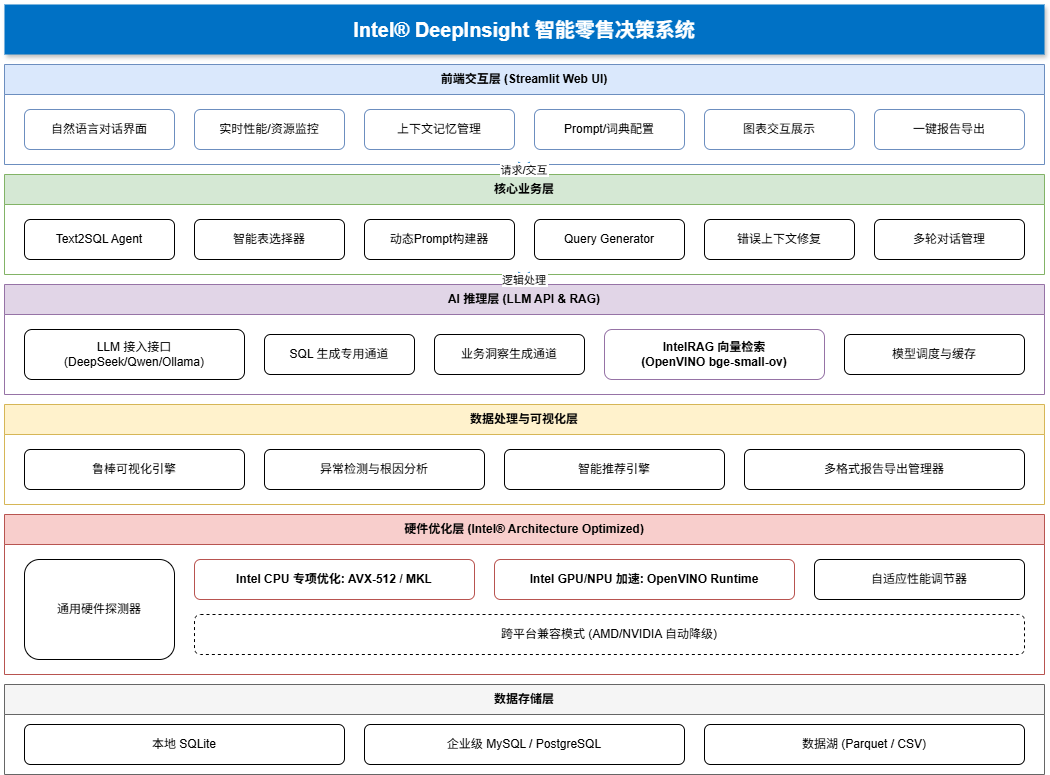 Intel® DeepInsight 智能零售决策系统
前端交互层 (Streamlit Web UI)
自然语言对话界面
实时性能/资源监控
上下文记忆管理
Prompt/词典配置
图表交互展示
一键报告导出
请求/交互
核心业务层
Text2SQL Agent
智能表选择器
动态Prompt构建器
Query Generator
错误上下文修复
多轮对话管理
逻辑处理
AI 推理层 (LLM API & RAG)
LLM 接入接口
(DeepSeek/Qwen/Ollama)
SQL 生成专用通道
业务洞察生成通道
IntelRAG 向量检索
(OpenVINO bge-small-ov)
模型调度与缓存
数据处理与可视化层
鲁棒可视化引擎
异常检测与根因分析
智能推荐引擎
多格式报告导出管理器
硬件优化层 (Intel® Architecture Optimized)
通用硬件探测器
Intel CPU 专项优化: AVX-512 / MKL
Intel GPU/NPU 加速: OpenVINO Runtime
自适应性能调节器
跨平台兼容模式 (AMD/NVIDIA 自动降级)
数据存储层
本地 SQLite
企业级 MySQL / PostgreSQL
数据湖 (Parquet / CSV)